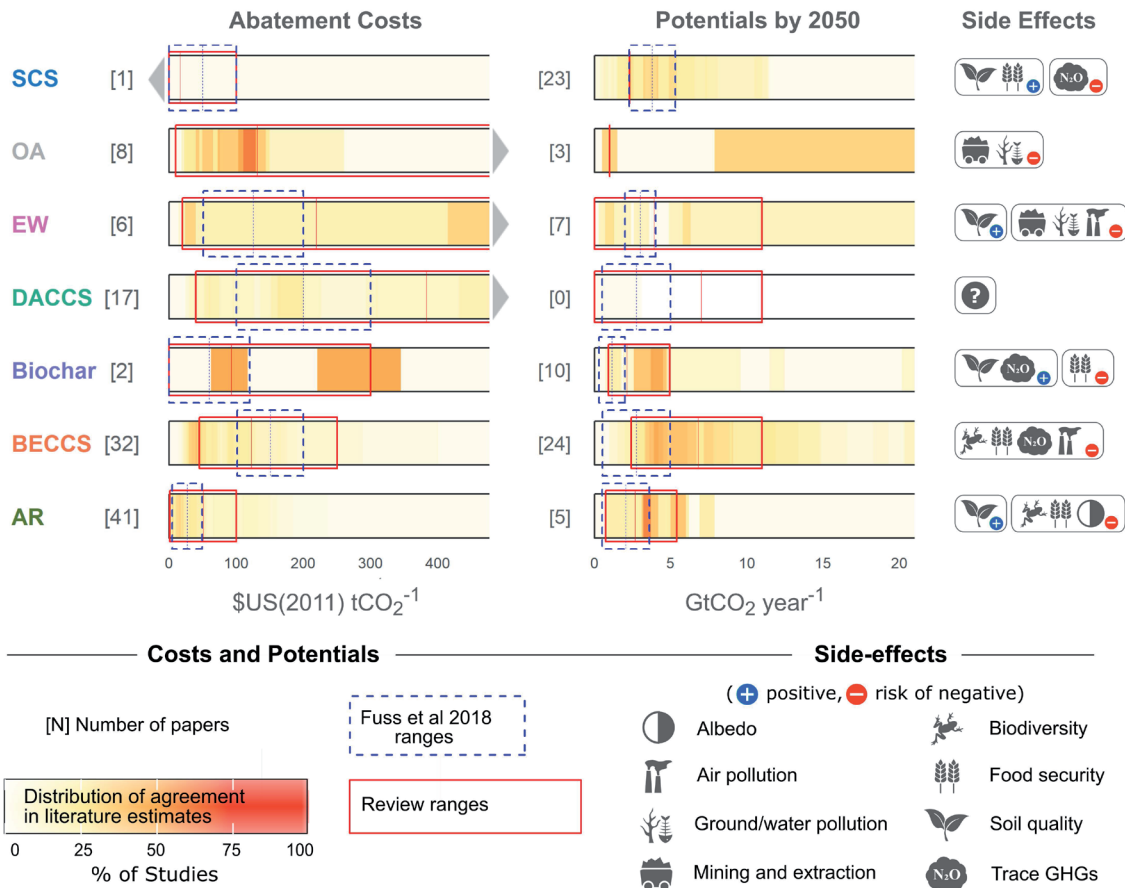 Abatement Costs Potentials by 2050 Side Effects
SCS [1] [23] N₂O
OA [8] [3]
EW [6] [7]
DACCS [17] [0] ?
Biochar [2] [10] N₂O
BECCS [32] [24] N₂O
AR [41] [5]
0 100 200 300 400 0 5 10 15 20
$US(2011) tCO₂⁻¹ GtCO₂ year⁻¹
Costs and Potentials Side-effects
(+ positive, − risk of negative)
[N] Number of papers
Fuss et al 2018
ranges
Distribution of agreement
in literature estimates
0 25 50 75 100
% of Studies
Review ranges
Albedo Biodiversity
Air pollution Food security
Ground/water pollution Soil quality
Mining and extraction N₂O Trace GHGs